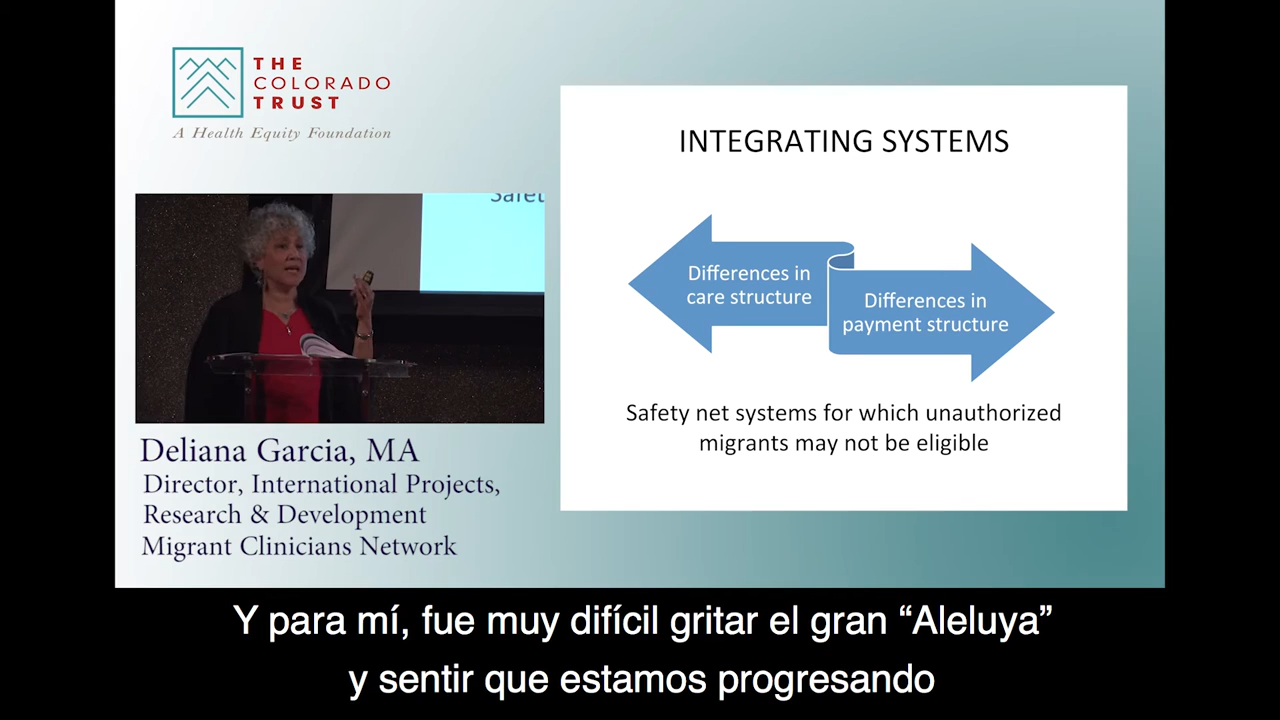 THE
COLORADO
TRUST
A Health Equity Foundation
Deliana Garcia, MA
Director, International Projects,
Research & Development
Migrant Clinicians Network
INTEGRATING SYSTEMS
Differences in
care structure
Differences in
payment structure
Safety net systems for which unauthorized
migrants may not be eligible
Y para mí, fue muy difícil gritar el gran “Aleluya”
y sentir que estamos progresando